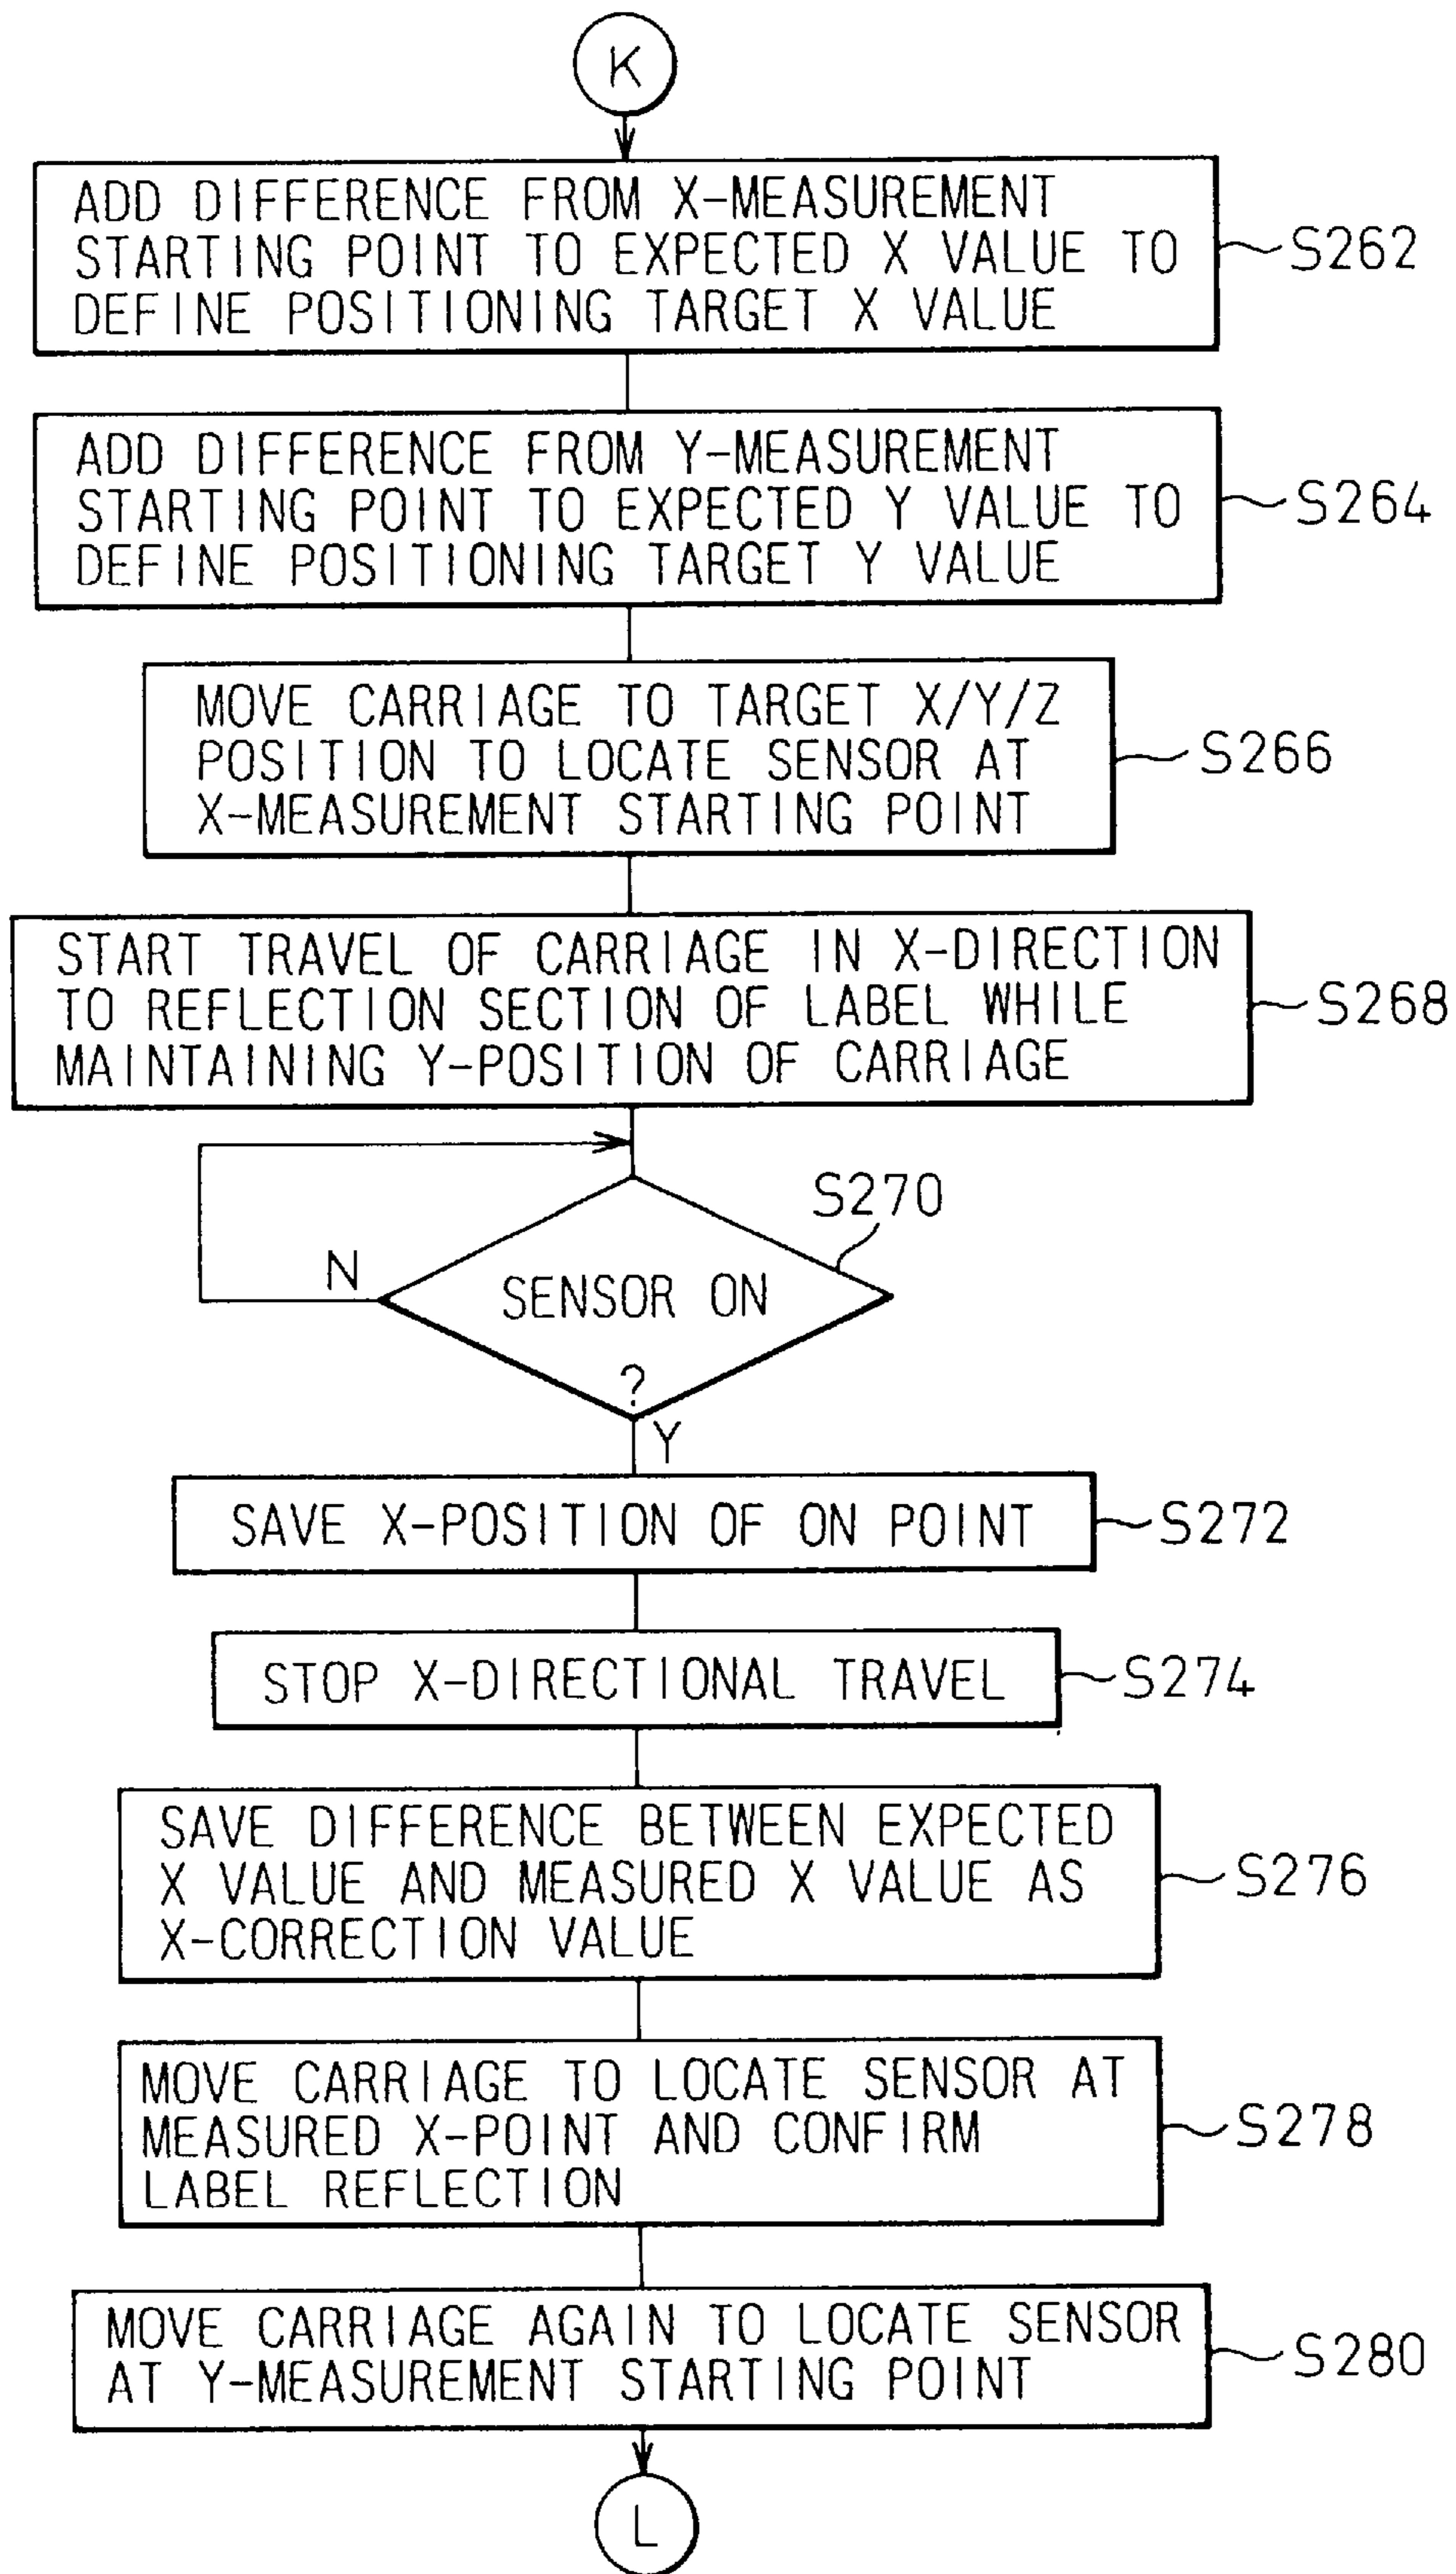 K
ADD DIFFERENCE FROM X-MEASUREMENT
STARTING POINT TO EXPECTED X VALUE TO
DEFINE POSITIONING TARGET X VALUE
S262
ADD DIFFERENCE FROM Y-MEASUREMENT
STARTING POINT TO EXPECTED Y VALUE TO
DEFINE POSITIONING TARGET Y VALUE
S264
MOVE CARRIAGE TO TARGET X/Y/Z
POSITION TO LOCATE SENSOR AT
X-MEASUREMENT STARTING POINT
S266
START TRAVEL OF CARRIAGE IN X-DIRECTION
TO REFLECTION SECTION OF LABEL WHILE
MAINTAINING Y-POSITION OF CARRIAGE
S268
S270
N
SENSOR ON
?
Y
SAVE X-POSITION OF ON POINT
S272
STOP X-DIRECTIONAL TRAVEL
S274
SAVE DIFFERENCE BETWEEN EXPECTED
X VALUE AND MEASURED X VALUE AS
X-CORRECTION VALUE
S276
MOVE CARRIAGE TO LOCATE SENSOR AT
MEASURED X-POINT AND CONFIRM
LABEL REFLECTION
S278
MOVE CARRIAGE AGAIN TO LOCATE SENSOR
AT Y-MEASUREMENT STARTING POINT
S280
L